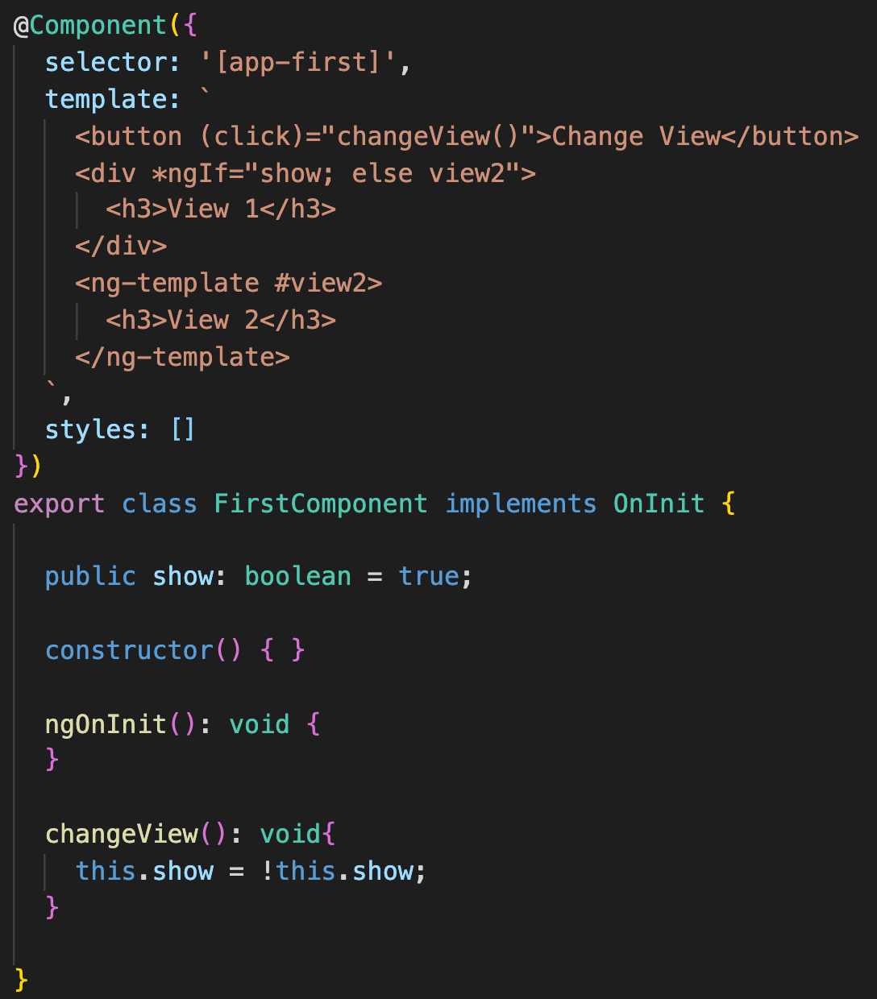 @Component({
  selector: '[app-first]',
  template: `
    <button (click)="changeView()">Change View</button>
    <div *ngIf="show; else view2">
      <h3>View 1</h3>
    </div>
    <ng-template #view2>
      <h3>View 2</h3>
    </ng-template>
  `,
  styles: []
})
export class FirstComponent implements OnInit {

  public show: boolean = true;

  constructor() { }

  ngOnInit(): void {
  }

  changeView(): void{
    this.show = !this.show;
  }

}